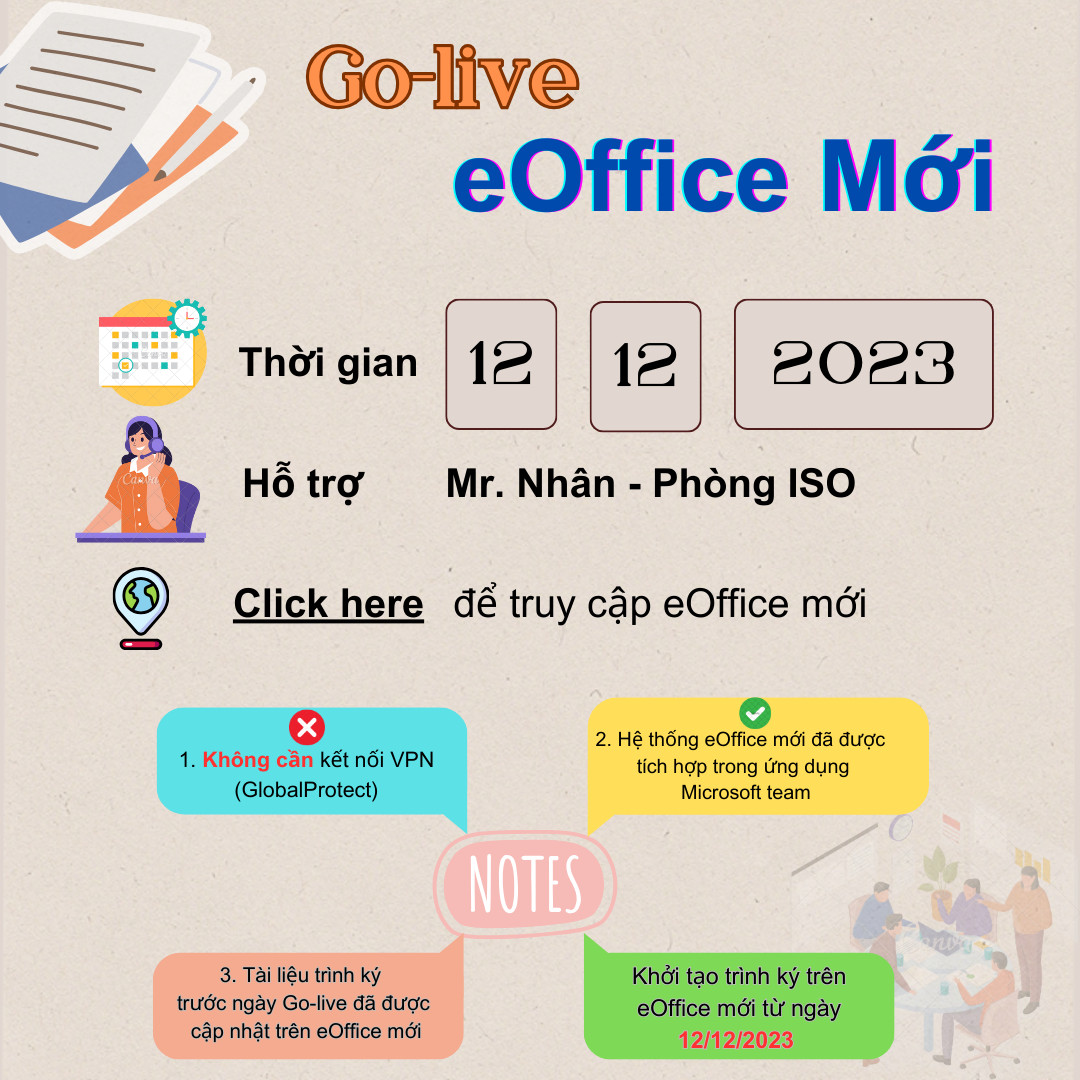 Go-live
eOffice Mới
Thời gian 12 12 2023
Hỗ trợ Mr. Nhân - Phòng ISO
Click here để truy cập eOffice mới
1. Không cần kết nối VPN
(GlobalProtect)
2. Hệ thống eOffice mới đã được
tích hợp trong ứng dụng
Microsoft team
NOTES
3. Tài liệu trình ký
trước ngày Go-live đã được
cập nhật trên eOffice mới
Khởi tạo trình ký trên
eOffice mới từ ngày
12/12/2023
Canva
Canva